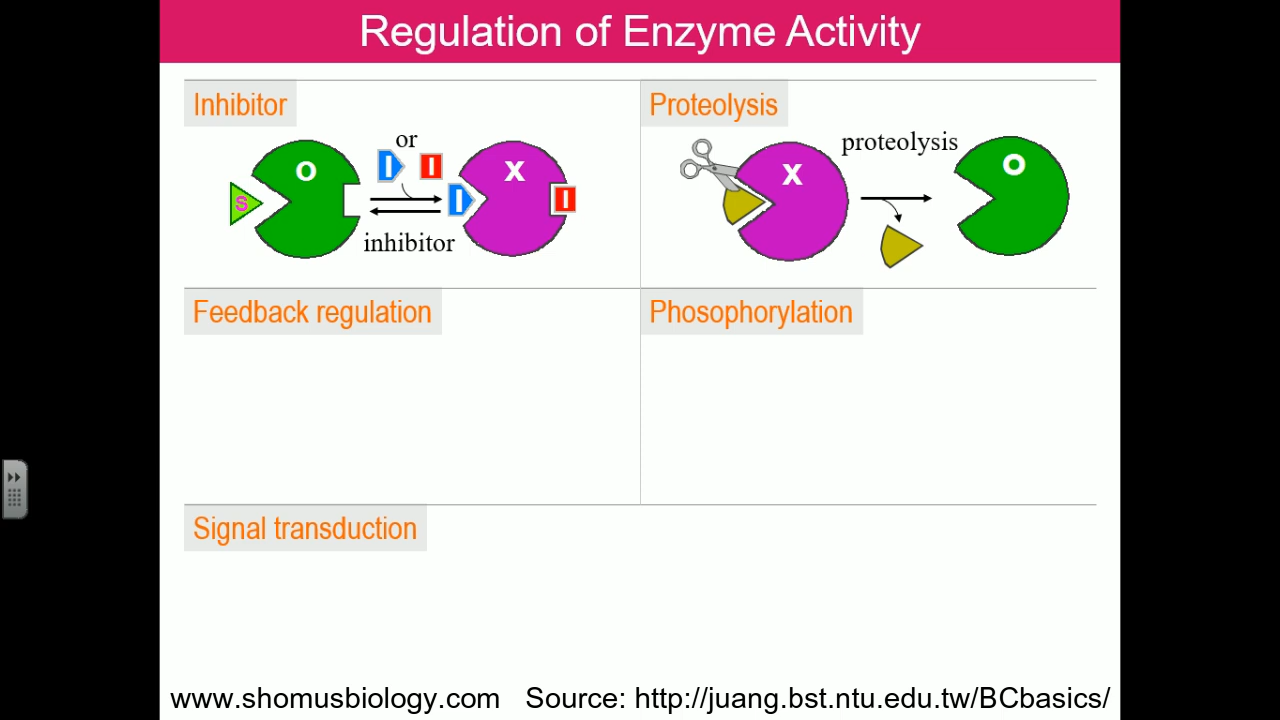 Regulation of Enzyme Activity
Inhibitor
O
or
I I
S
X
I
I
inhibitor
Proteolysis
X
proteolysis
O
Feedback regulation
Phosophorylation
Signal transduction
www.shomusbiology.com Source: http://juang.bst.ntu.edu.tw/BCbasics/